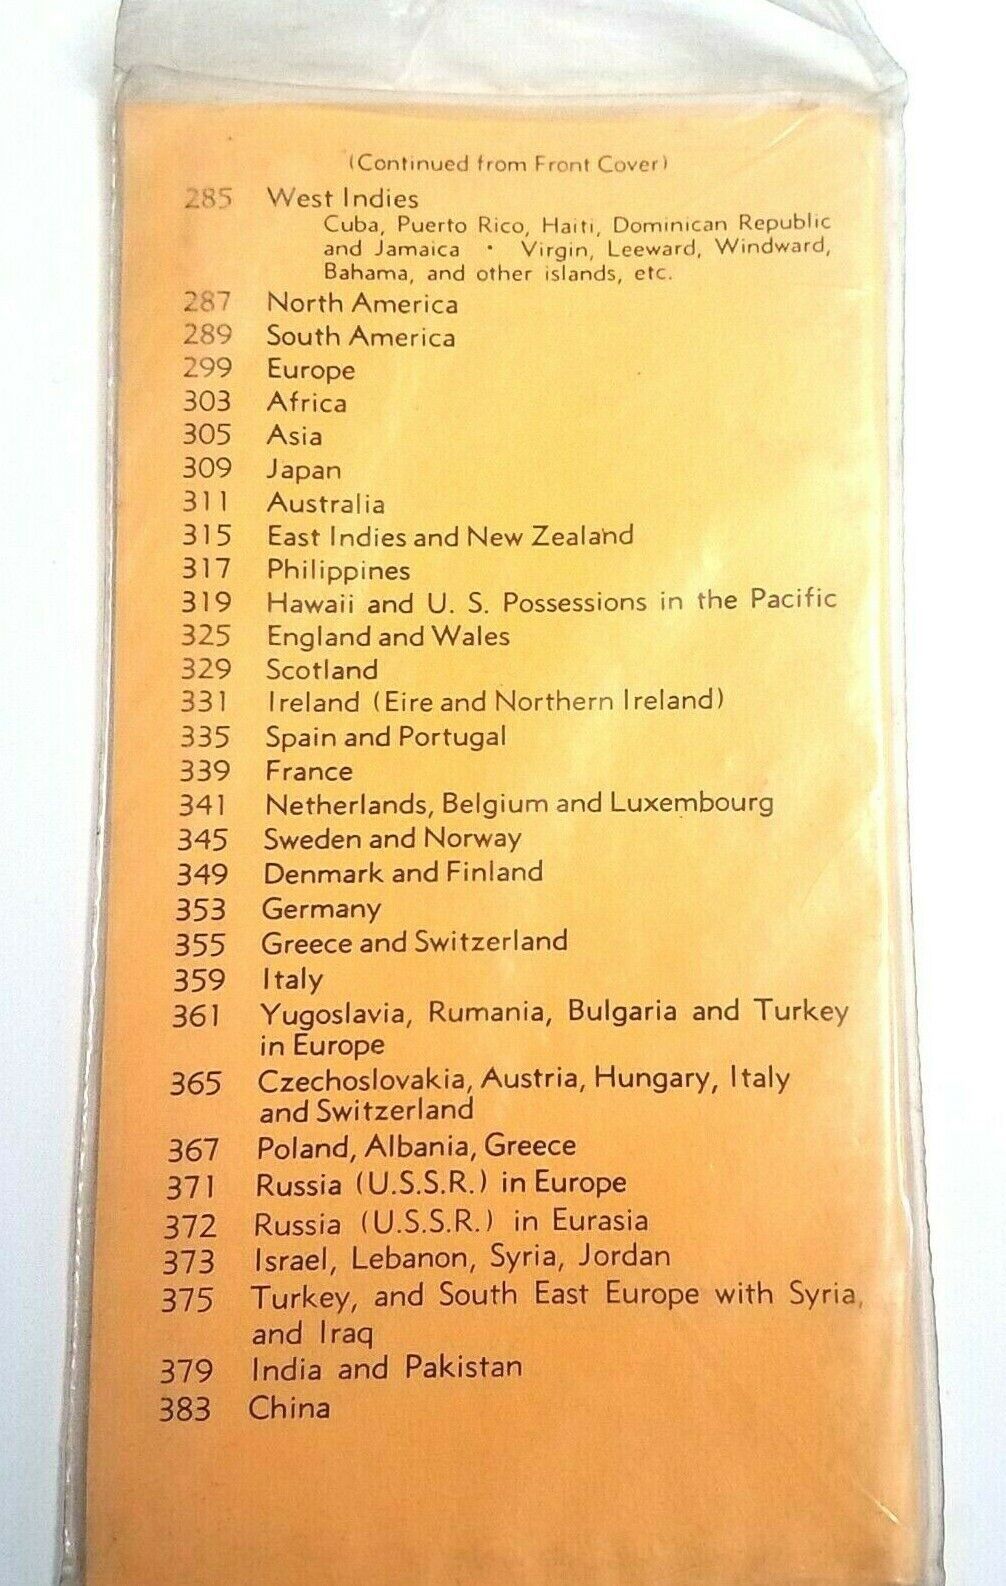 (Continued from Front Cover)
285 West Indies
Cuba, Puerto Rico, Haiti, Dominican Republic
and Jamaica • Virgin, Leeward, Windward,
Bahama, and other islands, etc.
287 North America
289 South America
299 Europe
303 Africa
305 Asia
309 Japan
311 Australia
315 East Indies and New Zealand
317 Philippines
319 Hawaii and U. S. Possessions in the Pacific
325 England and Wales
329 Scotland
331 Ireland (Eire and Northern Ireland)
335 Spain and Portugal
339 France
341 Netherlands, Belgium and Luxembourg
345 Sweden and Norway
349 Denmark and Finland
353 Germany
355 Greece and Switzerland
359 Italy
361 Yugoslavia, Rumania, Bulgaria and Turkey
in Europe
365 Czechoslovakia, Austria, Hungary, Italy
and Switzerland
367 Poland, Albania, Greece
371 Russia (U.S.S.R.) in Europe
372 Russia (U.S.S.R.) in Eurasia
373 Israel, Lebanon, Syria, Jordan
375 Turkey, and South East Europe with Syria,
and Iraq
379 India and Pakistan
383 China